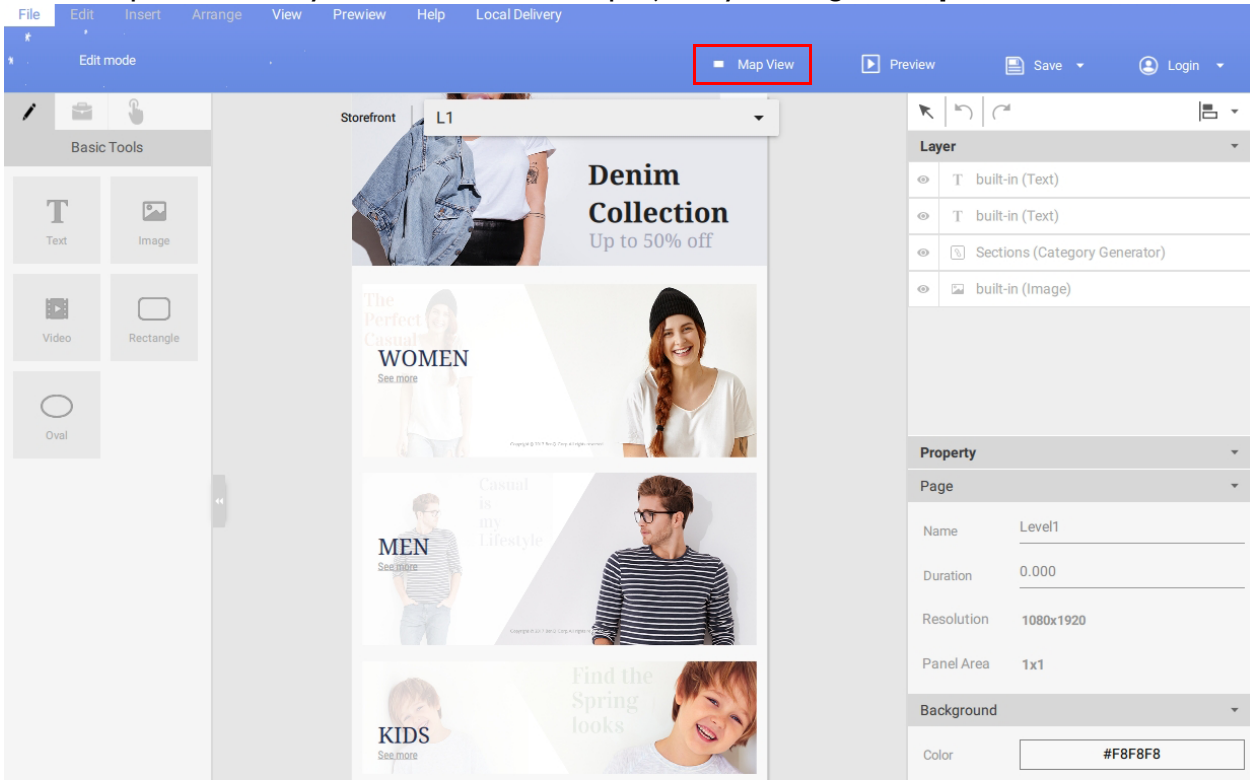 File Edit Insert Arrange View Prewiew Help Local Delivery
Edit mode Map View Preview Save Login
Storefront L1
Basic Tools
Text Image
Video Rectangle
Oval
Denim
Collection
Up to 50% off
The
Perfect
Casual
WOMEN
See more
Casual
is
my
Lifestyle
MEN
See more
Find the
Spring
looks
KIDS
See more
Layer
T built-in (Text)
T built-in (Text)
Sections (Category Generator)
built-in (Image)
Property
Page
Name Level1
Duration 0.000
Resolution 1080x1920
Panel Area 1x1
Background
Color #F8F8F8